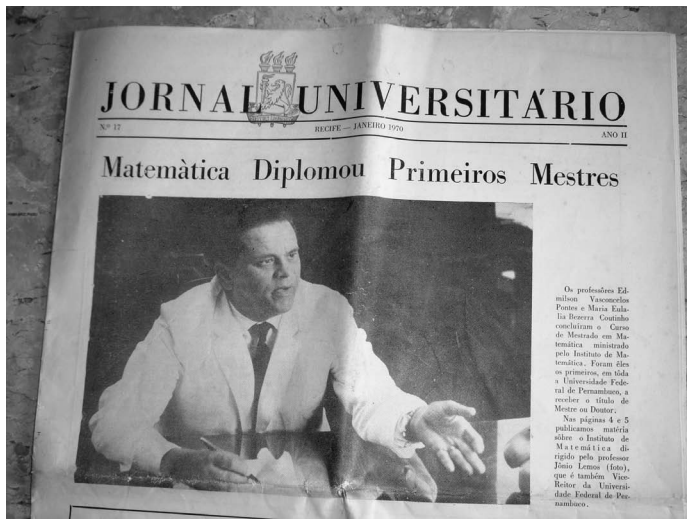 JORNAL UNIVERSITÁRIO
N.º 17
RECIFE — JANEIRO 1970
ANO II
Matemàtica Diplomou Primeiros Mestres
Os professôres Ed-
milson Vasconcelos
Pontes e Maria Eula-
lia Bezerra Coutinho
concluíram o Curso
de Mestrado em Ma-
temática ministrado
pelo Instituto de Ma-
temática. Foram êles
os primeiros, em tôda
a Universidade Fede-
ral de Pernambuco, a
receber o título de
Mestre ou Doutor.
Nas páginas 4 e 5
publicamos matéria
sôbre o Instituto de
Matemática di-
rigido pelo professor
Jônio Lemos (foto),
que é também Vice-
Reitor da Universi-
dade Federal de Per-
nambuco.